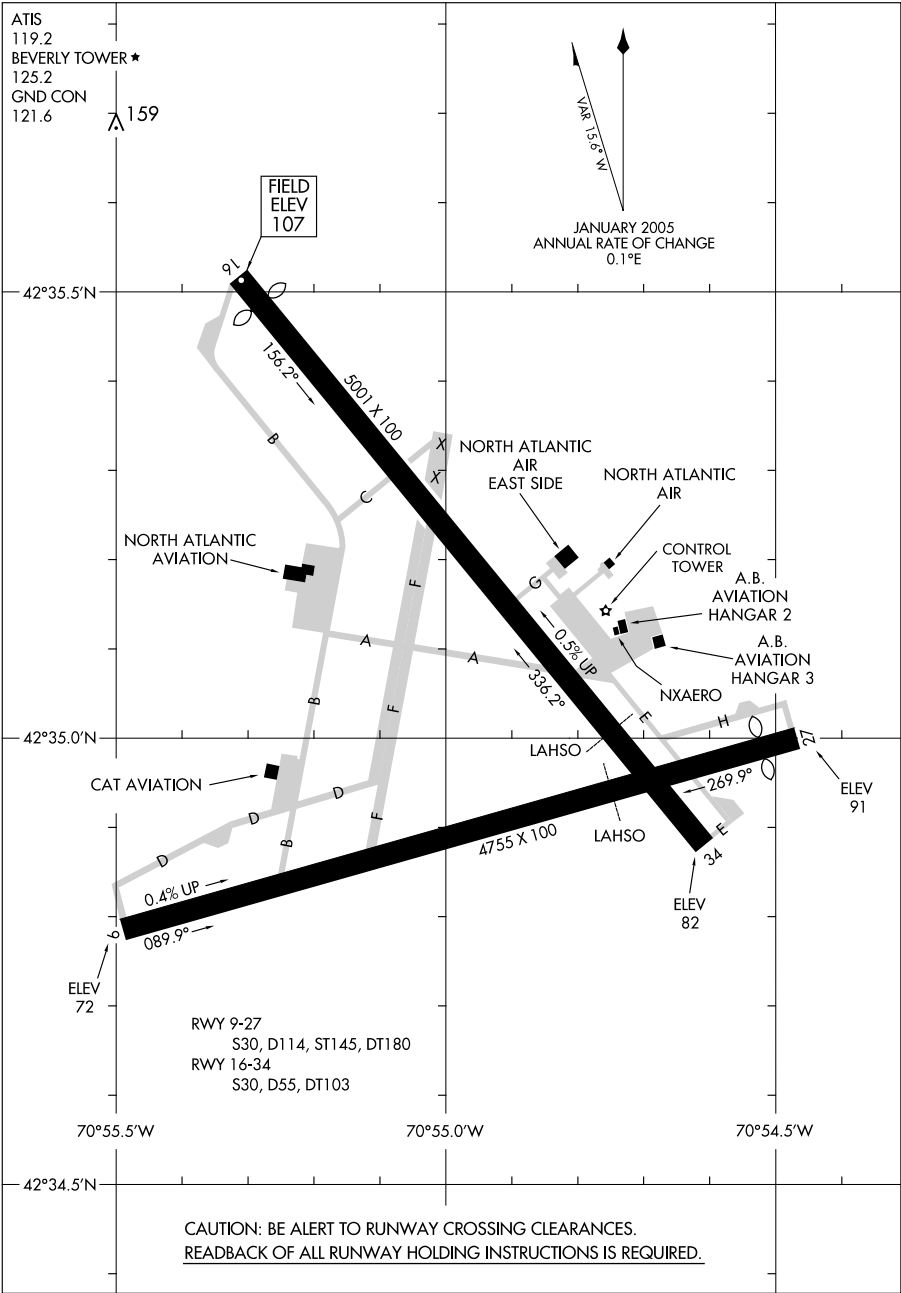 ATIS
119.2
BEVERLY TOWER ★
125.2
GND CON
121.6
159
VAR 15.6° W
JANUARY 2005
ANNUAL RATE OF CHANGE
0.1°E
FIELD
ELEV
107
16
42°35.5'N
156.2°
5001 X 100
B
C
X
X
NORTH ATLANTIC
AIR
EAST SIDE
NORTH ATLANTIC
AIR
CONTROL
TOWER
NORTH ATLANTIC
AVIATION
A.B.
AVIATION
HANGAR 2
A.B.
AVIATION
HANGAR 3
NXAERO
G
F
A
A
0.5% UP
336.2°
B
F
E
H
LAHSO
42°35.0'N
27
ELEV
91
269.9°
CAT AVIATION
D
D
D
F
B
LAHSO
4755 X 100
E
34
ELEV
82
0.4% UP
089.9°
9
ELEV
72
RWY 9-27
S30, D114, ST145, DT180
RWY 16-34
S30, D55, DT103
70°55.5'W
70°55.0'W
70°54.5'W
42°34.5'N
CAUTION: BE ALERT TO RUNWAY CROSSING CLEARANCES.
READBACK OF ALL RUNWAY HOLDING INSTRUCTIONS IS REQUIRED.